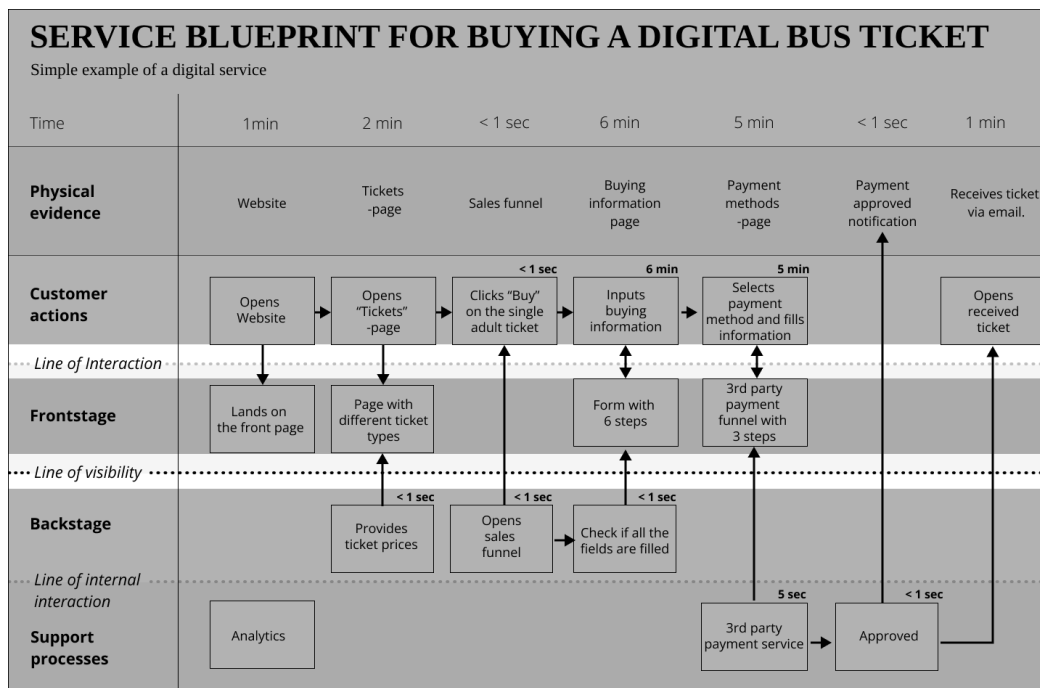 SERVICE BLUEPRINT FOR BUYING A DIGITAL BUS TICKET
Simple example of a digital service
Time
1min
2 min
< 1 sec
6 min
5 min
< 1 sec
1 min
Physical
evidence
Website
Tickets
-page
Sales funnel
Buying
information
page
Payment
methods
-page
Payment
approved
notification
Receives ticket
via email.
Customer
actions
Opens
Website
Opens
“Tickets”
-page
< 1 sec
Clicks “Buy”
on the single
adult ticket
6 min
Inputs
buying
information
5 min
Selects
payment
method and fills
information
Opens
received
ticket
Line of Interaction
Frontstage
Lands on
the front page
Page with
different ticket
types
Form with
6 steps
3rd party
payment
funnel with
3 steps
Line of visibility
Backstage
< 1 sec
Provides
ticket prices
< 1 sec
Opens
sales
funnel
< 1 sec
Check if all the
fields are filled
Line of internal
interaction
Support
processes
Analytics
5 sec
3rd party
payment service
< 1 sec
Approved